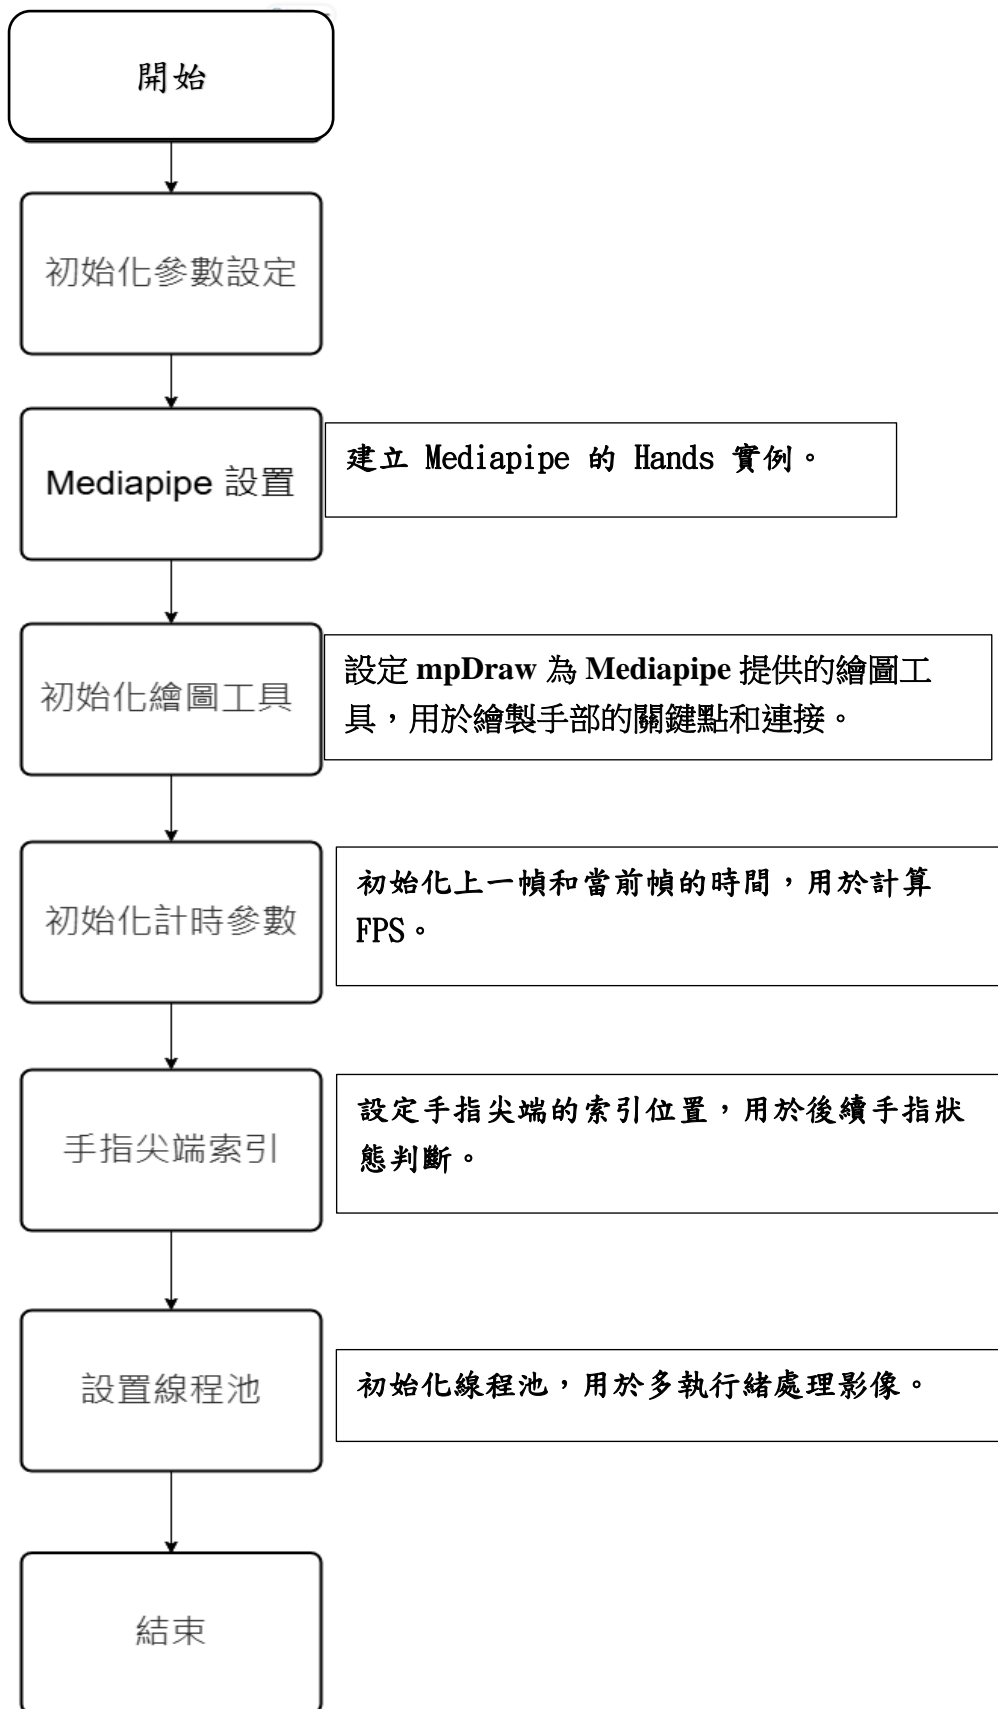 開始
初始化參數設定
Mediapipe 設置
建立 Mediapipe 的 Hands 實例。
初始化繪圖工具
設定 mpDraw 為 Mediapipe 提供的繪圖工
具，用於繪製手部的關鍵點和連接。
初始化計時參數
初始化上一幀和當前幀的時間，用於計算
FPS。
手指尖端索引
設定手指尖端的索引位置，用於後續手指狀
態判斷。
設置線程池
初始化線程池，用於多執行緒處理影像。
結束